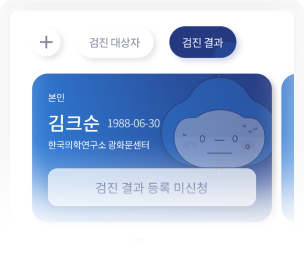 + 검진 대상자 검진 결과
본인
김크순 1988-06-30
한국의학연구소 광화문센터
검진 결과 등록 미신청